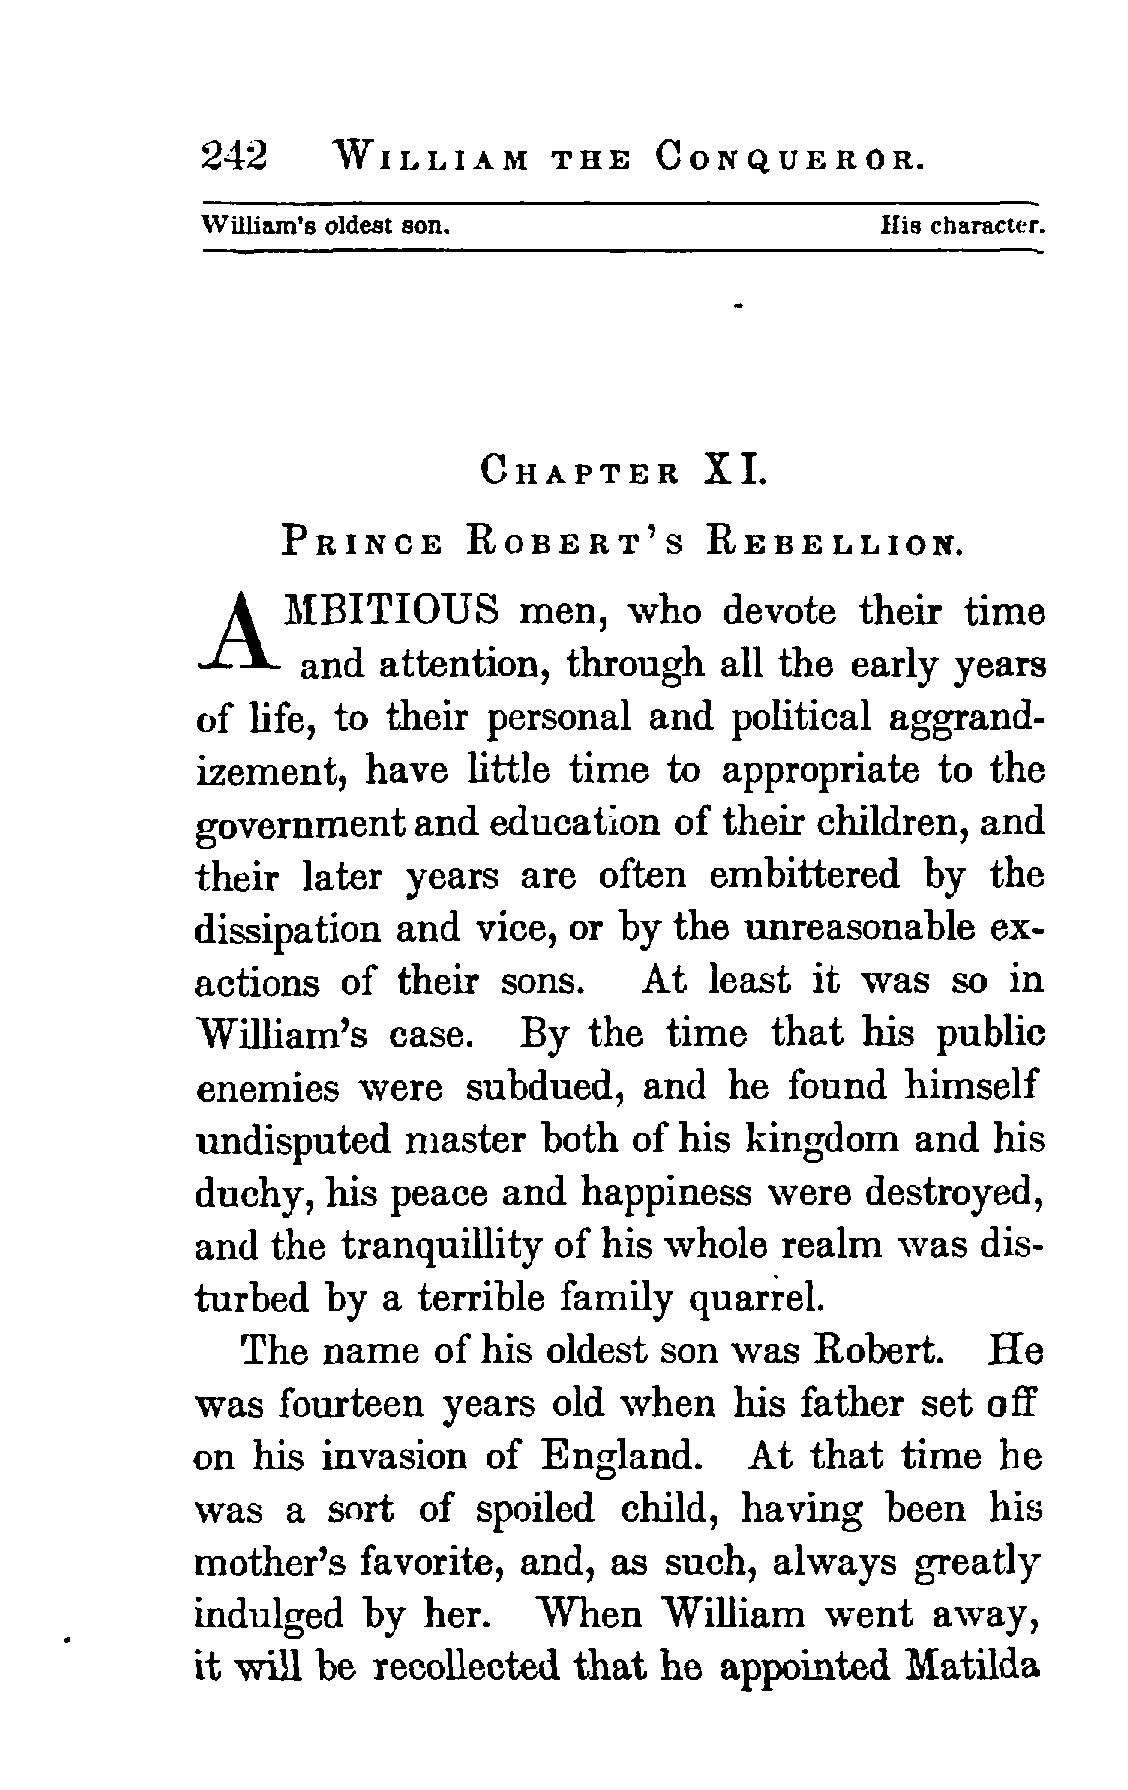 242 WILLIAM THE CONQUEROR.
William's oldest son. His character.
CHAPTER XI.
PRINCE ROBERT'S REBELLION.
AMBITIOUS men, who devote their time
and attention, through all the early years
of life, to their personal and political aggrand-
izement, have little time to appropriate to the
government and education of their children, and
their later years are often embittered by the
dissipation and vice, or by the unreasonable ex-
actions of their sons. At least it was so in
William's case. By the time that his public
enemies were subdued, and he found himself
undisputed master both of his kingdom and his
duchy, his peace and happiness were destroyed,
and the tranquillity of his whole realm was dis-
turbed by a terrible family quarrel.
The name of his oldest son was Robert. He
was fourteen years old when his father set off
on his invasion of England. At that time he
was a sort of spoiled child, having been his
mother's favorite, and, as such, always greatly
indulged by her. When William went away,
it will be recollected that he appointed Matilda